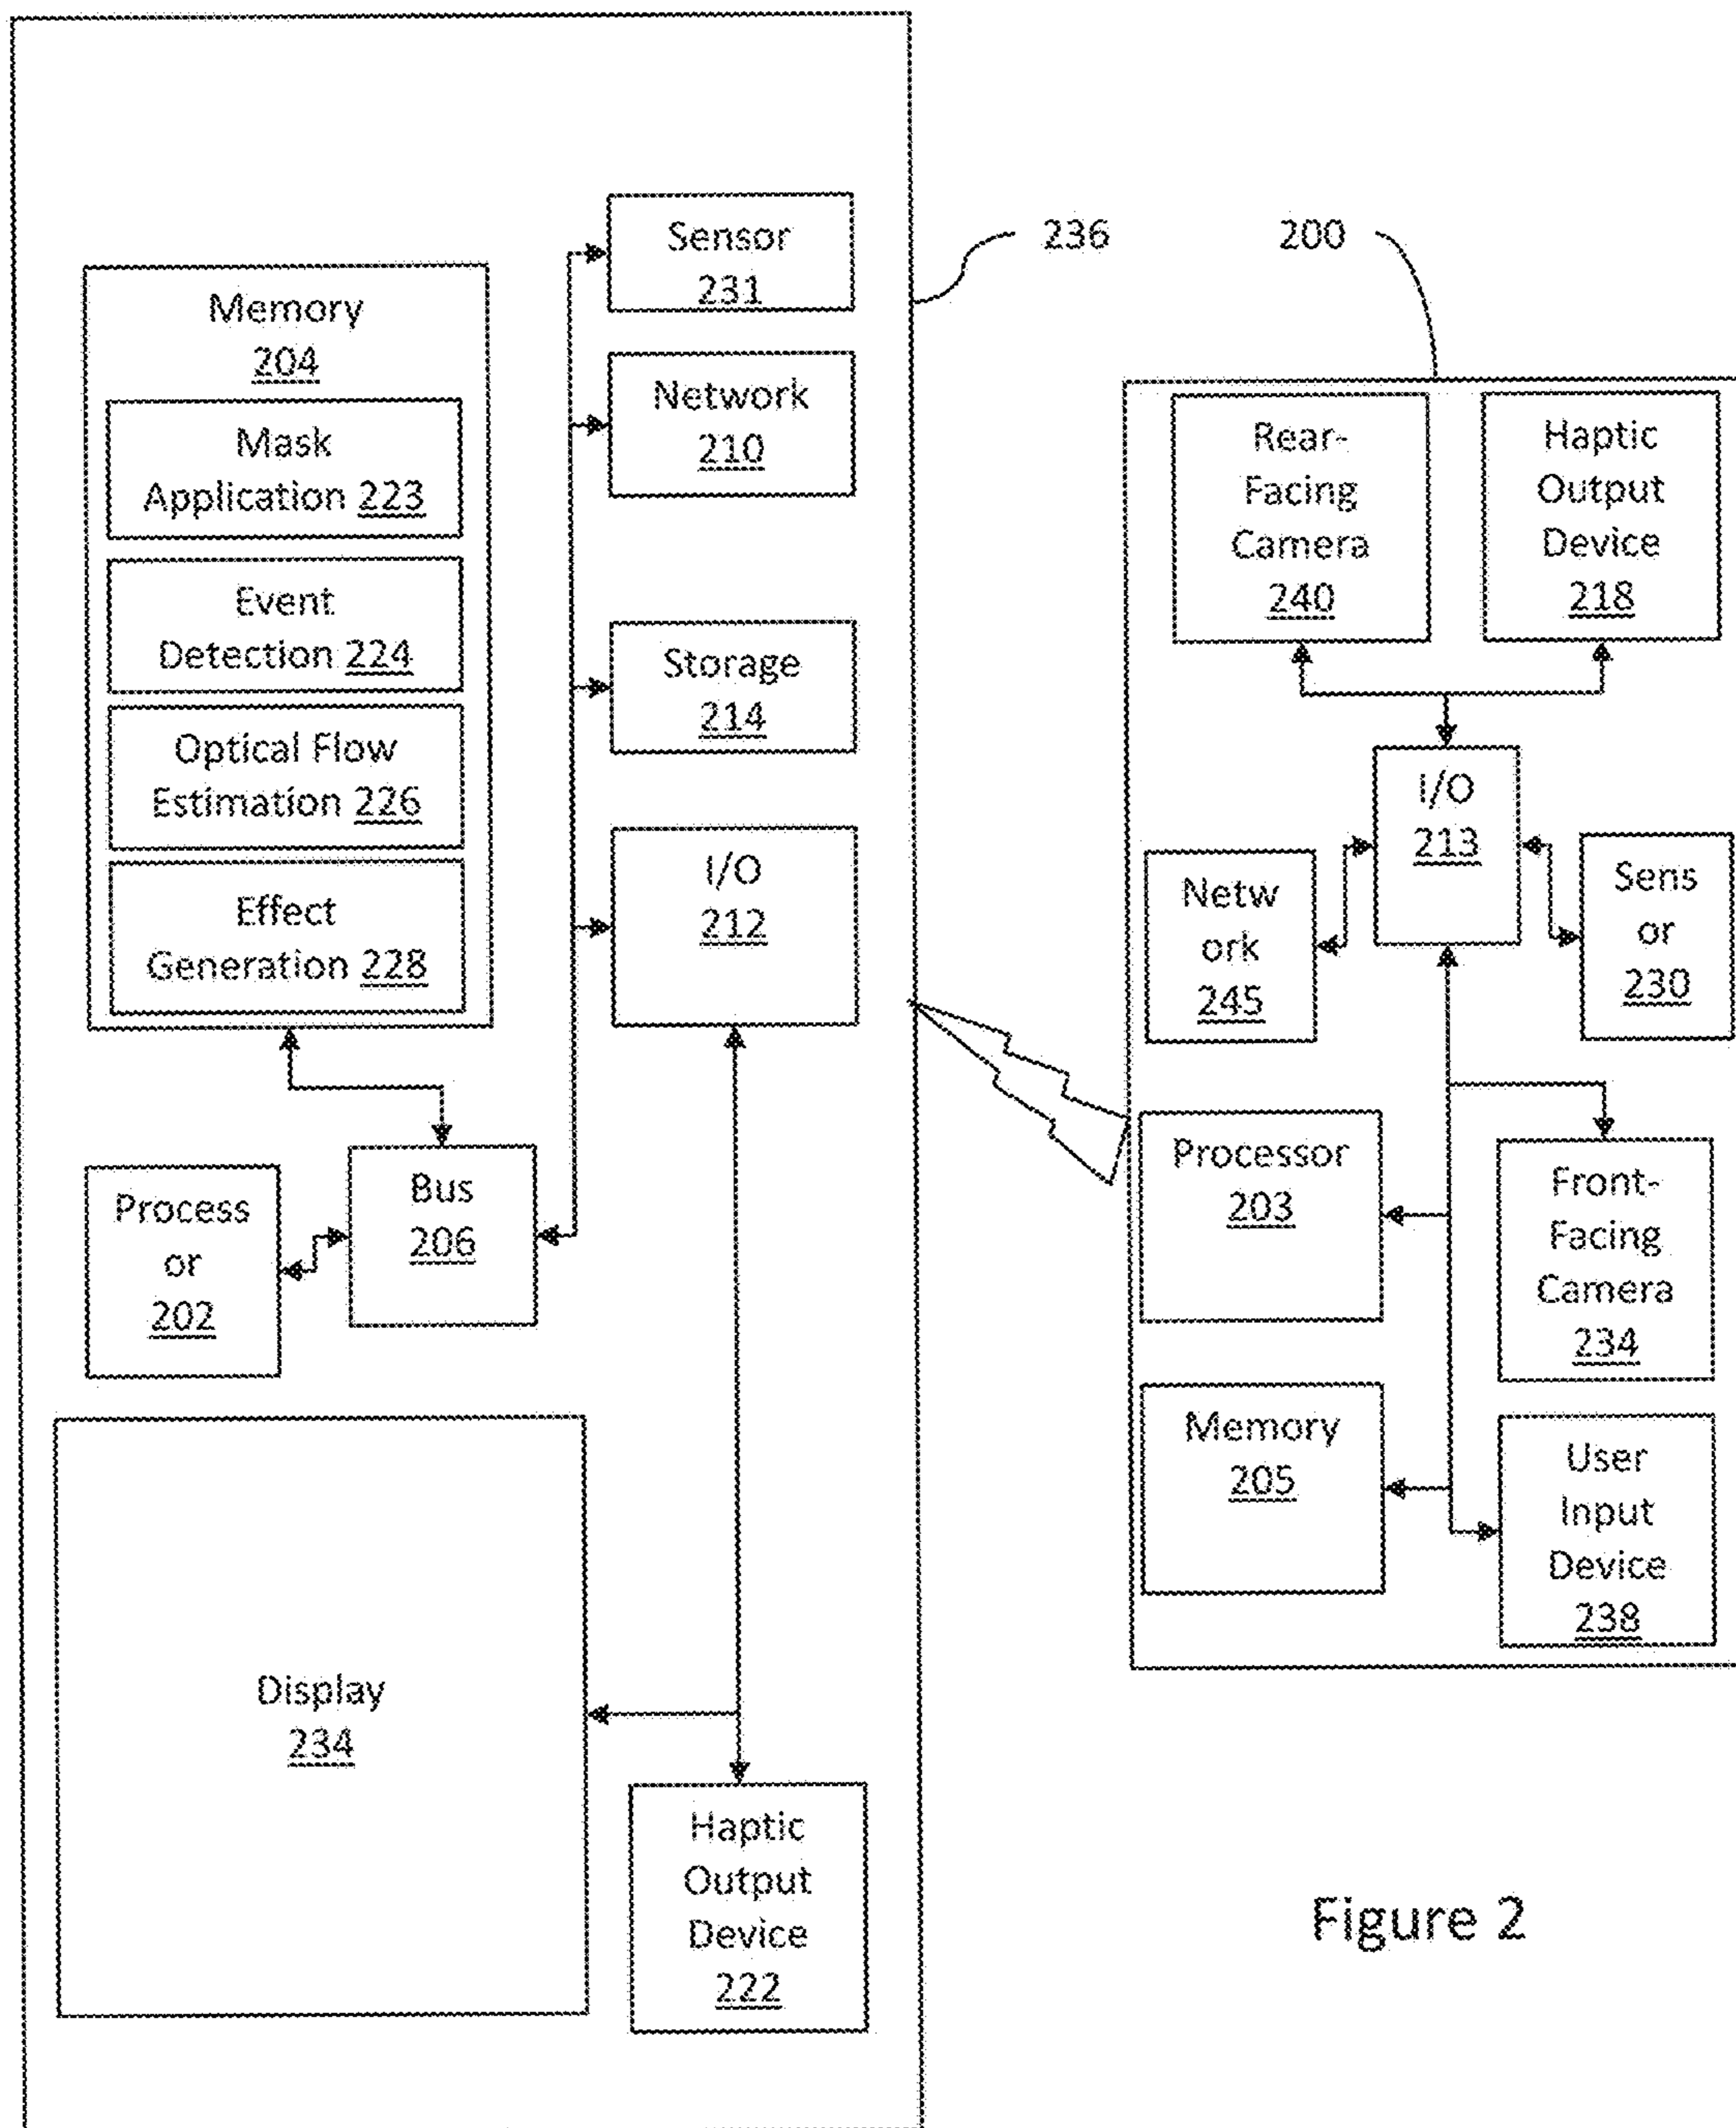 Sensor
231
236
200
Memory
204
Network
210
Mask
Application 223
Event
Detection 224
Optical Flow
Estimation 226
Effect
Generation 228
Storage
214
I/O
212
Bus
206
Process
or
202
Display
234
Haptic
Output
Device
222
Rear-
Facing
Camera
240
Haptic
Output
Device
218
I/O
213
Netw
ork
245
Sens
or
230
Processor
203
Front-
Facing
Camera
234
Memory
205
User
Input
Device
238
Figure 2